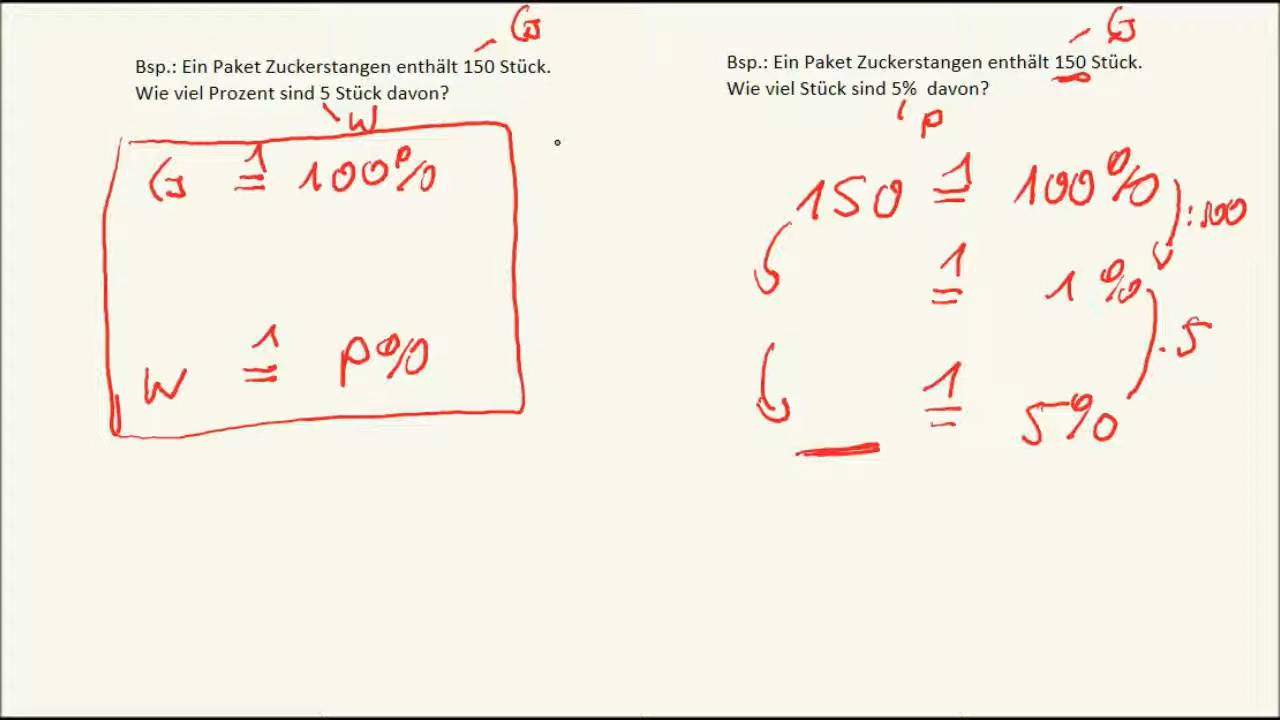 G
Bsp.: Ein Paket Zuckerstangen enthält 150 Stück.
Wie viel Prozent sind 5 Stück davon?
W
G ≙ 100%
W ≙ p%
G
Bsp.: Ein Paket Zuckerstangen enthält 150 Stück.
Wie viel Stück sind 5% davon?
p
150 ≙ 100%
:100
≙ 1%
· 5
≙ 5%